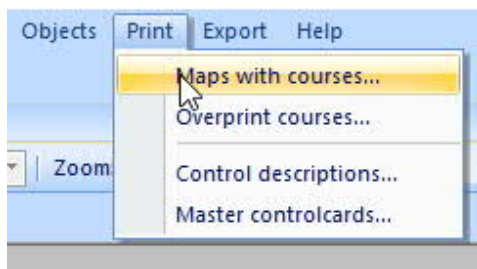 Objects Print Export Help
Maps with courses...
Overprint courses...
Zoom
Control descriptions...
Master controlcards...